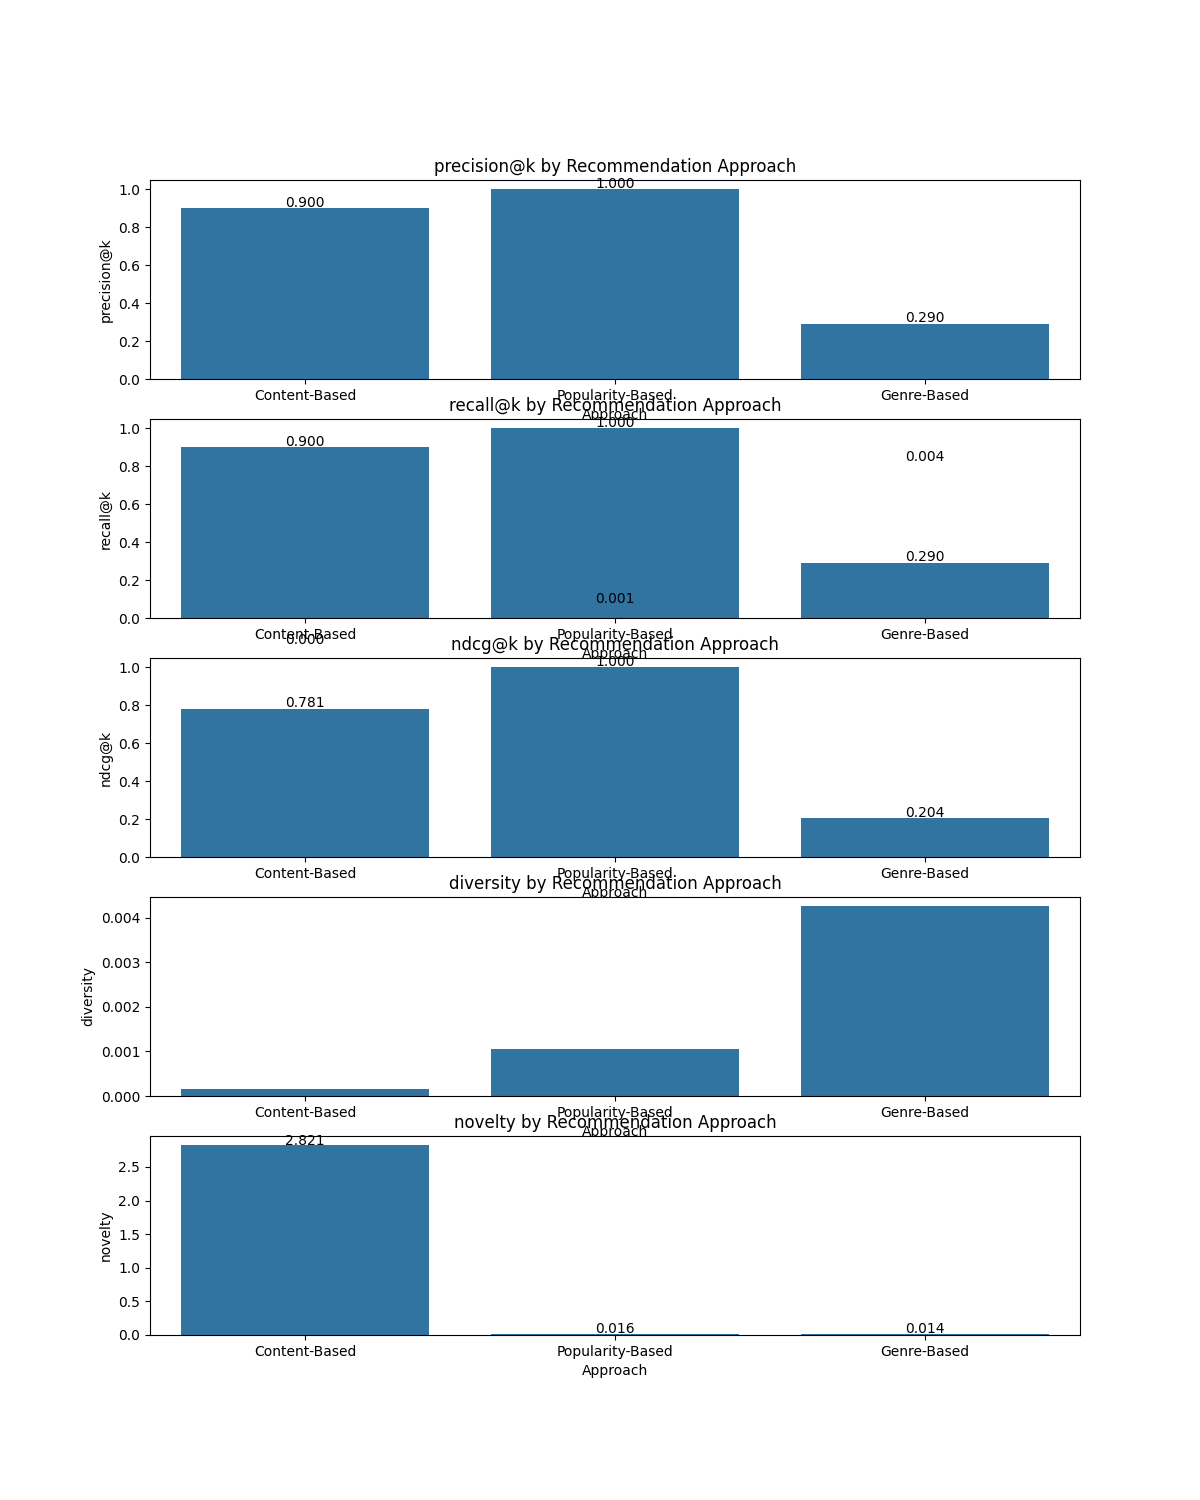 precision@k by Recommendation Approach
1.000
0.900
0.290
precision@k
1.0
0.8
0.6
0.4
0.2
0.0
Content-Based
Popularity-Based
Genre-Based
Approach
recall@k by Recommendation Approach
1.000
0.900
0.004
0.290
0.001
recall@k
1.0
0.8
0.6
0.4
0.2
0.0
Content-Based
Popularity-Based
Genre-Based
0.000
Approach
ndcg@k by Recommendation Approach
1.000
0.781
0.204
ndcg@k
1.0
0.8
0.6
0.4
0.2
0.0
Content-Based
Popularity-Based
Genre-Based
Approach
diversity by Recommendation Approach
diversity
0.004
0.003
0.002
0.001
0.000
Content-Based
Popularity-Based
Genre-Based
Approach
novelty by Recommendation Approach
2.821
0.016
0.014
novelty
2.5
2.0
1.5
1.0
0.5
0.0
Content-Based
Popularity-Based
Genre-Based
Approach